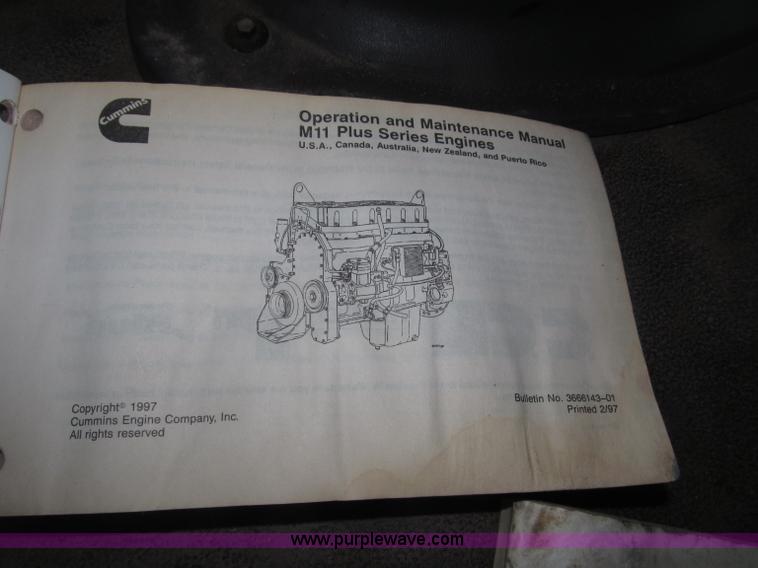 Cummins
Operation and Maintenance Manual
M11 Plus Series Engines
U.S.A., Canada, Australia, New Zealand, and Puerto Rico
Copyright© 1997
Cummins Engine Company, Inc.
All rights reserved
Bulletin No. 3666143-01
Printed 2/97
www.purplewave.com